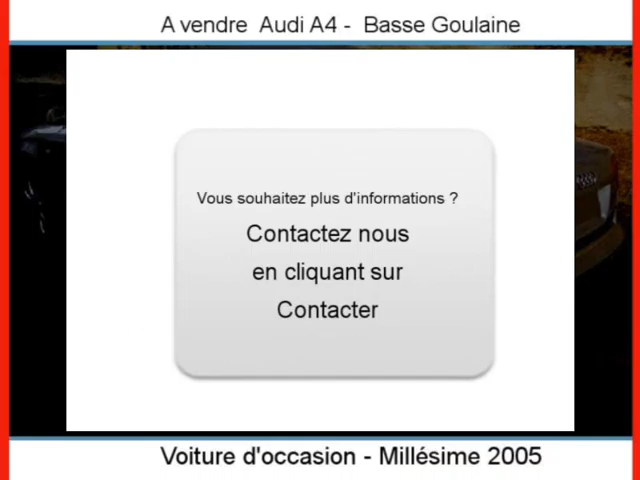 A vendre Audi A4 - Basse Goulaine
Vous souhaitez plus d'informations ?
Contactez nous
en cliquant sur
Contacter
Voiture d'occasion - Millésime 2005